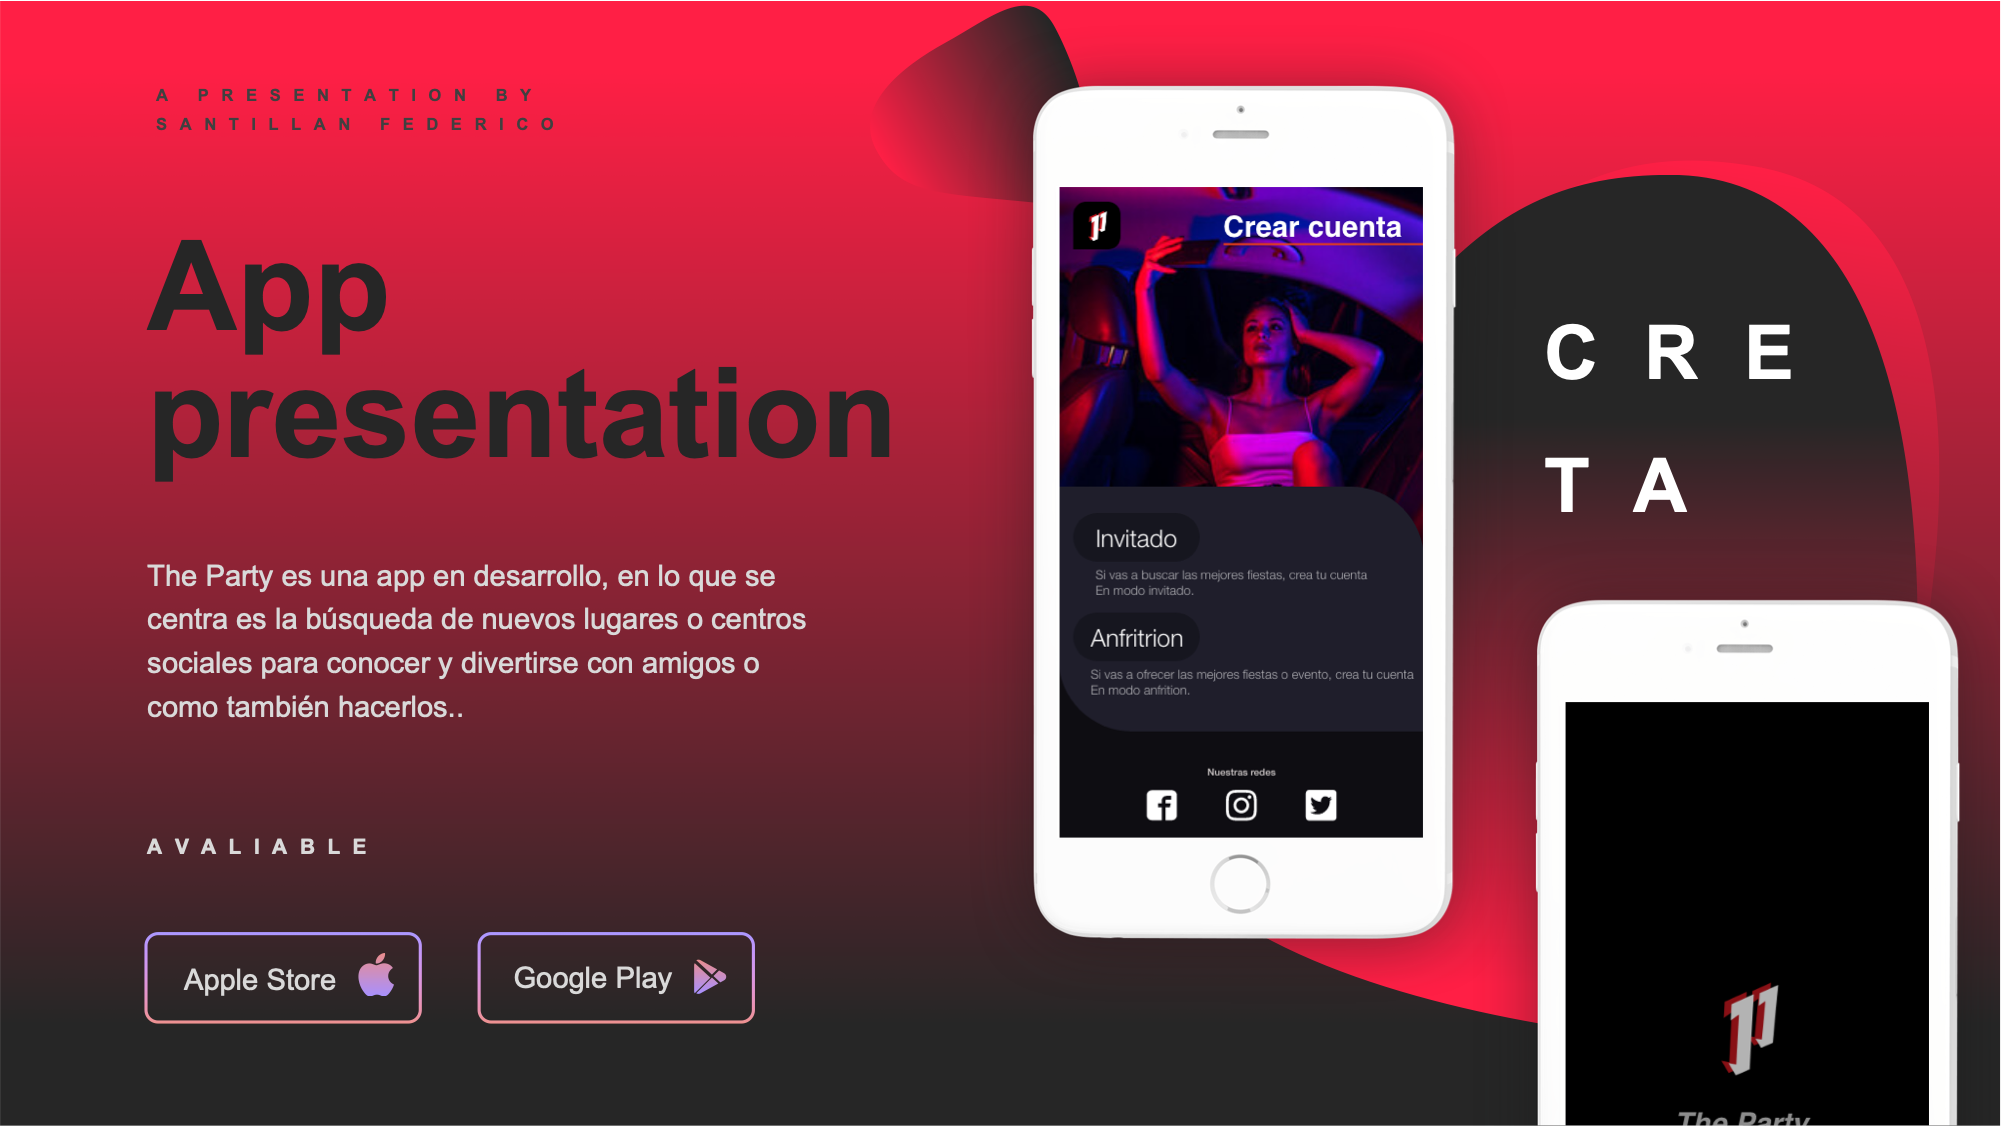 A PRESENTATION BY
SANTILLAN FEDERICO
App
presentation
The Party es una app en desarrollo, en lo que se
centra es la búsqueda de nuevos lugares o centros
sociales para conocer y divertirse con amigos o
como también hacerlos..
AVALIABLE
Apple Store
Google Play
Crear cuenta
Invitado
Si vas a buscar las mejores fiestas, crea tu cuenta
En modo invitado.
Anfritrion
Si vas a ofrecer las mejores fiestas o evento, crea tu cuenta
En modo anfrition.
Nuestras redes
CRE
TA
The Party